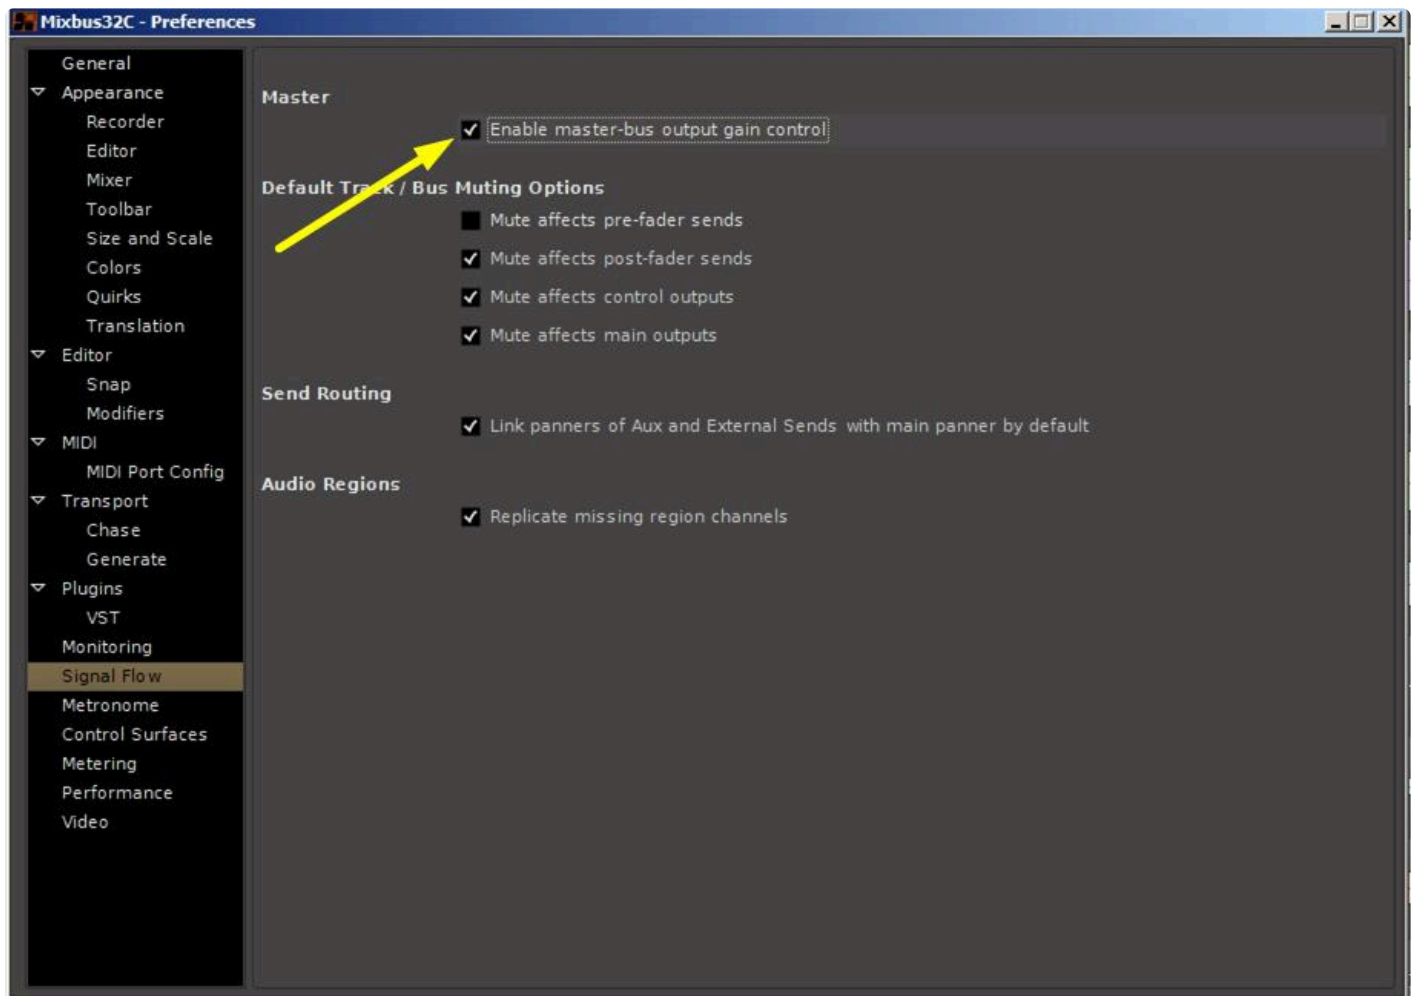 Mixbus32C - Preferences
General
Appearance
Recorder
Editor
Mixer
Toolbar
Size and Scale
Colors
Quirks
Translation
Editor
Snap
Modifiers
MIDI
MIDI Port Config
Transport
Chase
Generate
Plugins
VST
Monitoring
Signal Flow
Metronome
Control Surfaces
Metering
Performance
Video
Master
Enable master-bus output gain control
Default Track / Bus Muting Options
Mute affects pre-fader sends
Mute affects post-fader sends
Mute affects control outputs
Mute affects main outputs
Send Routing
Link panners of Aux and External Sends with main panner by default
Audio Regions
Replicate missing region channels